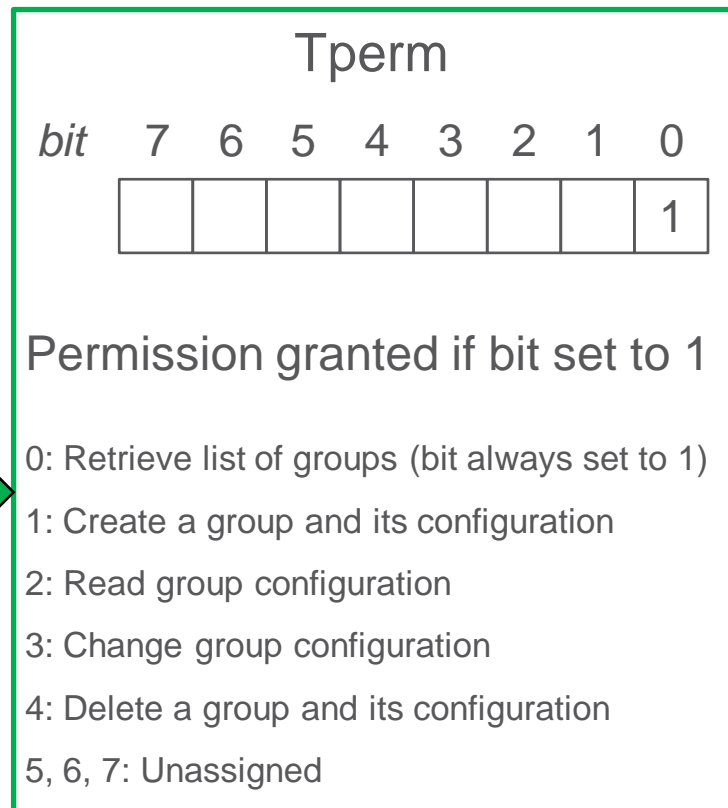 Tperm
bit 7 6 5 4 3 2 1 0
1
Permission granted if bit set to 1
0: Retrieve list of groups (bit always set to 1)
1: Create a group and its configuration
2: Read group configuration
3: Change group configuration
4: Delete a group and its configuration
5, 6, 7: Unassigned